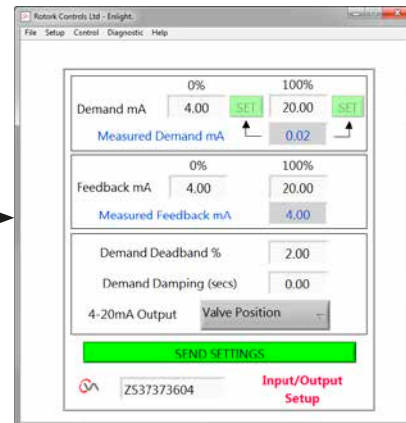 Rotork Controls Ltd - Enlight.
File Setup Control Diagnostic Help
0% 100%
Demand mA 4.00 SET 20.00 SET
Measured Demand mA 0.02
0% 100%
Feedback mA 4.00 20.00
Measured Feedback mA 4.00
Demand Deadband % 2.00
Demand Damping (secs) 0.00
4-20mA Output Valve Position
SEND SETTINGS
ZS37373604 Input/Output
Setup